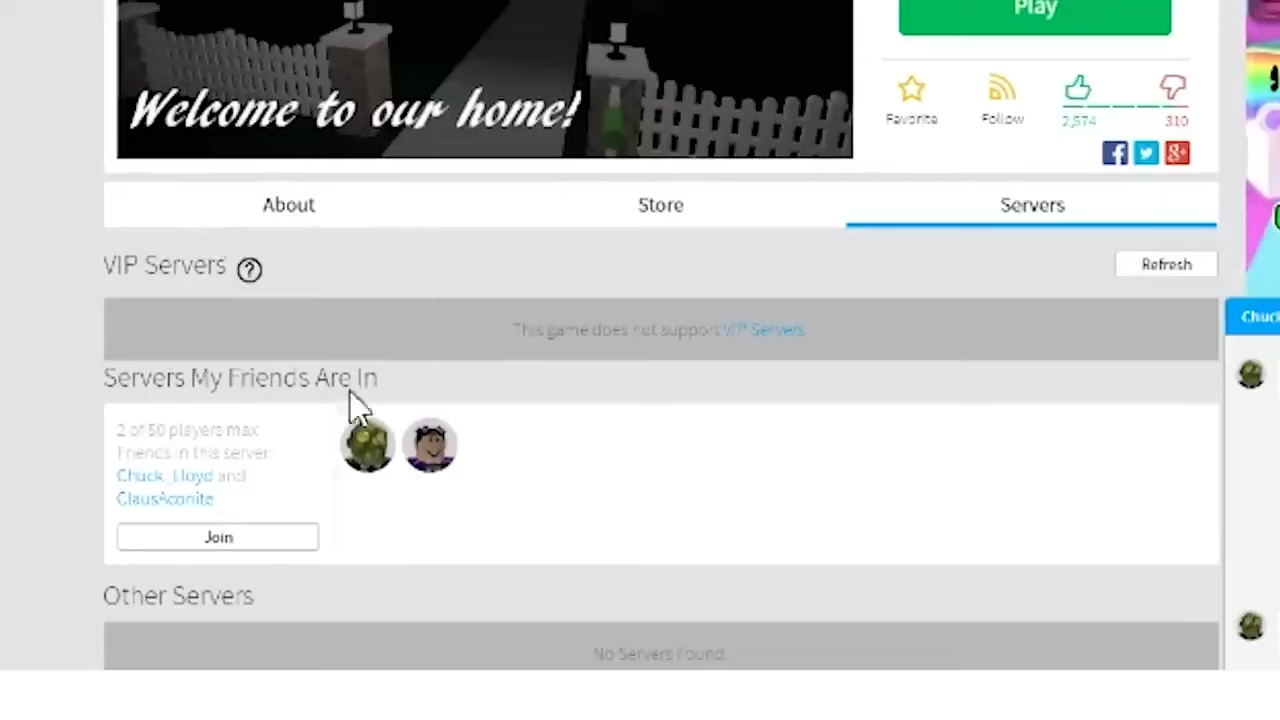 Play
Welcome to our home!
Favorite
Follow
2,574
310
About
Store
Servers
VIP Servers
Refresh
This game does not support VIP Servers
Chuck
Servers My Friends Are In
2 of 50 players max
Friends in this server:
Chuck_Lloyd and
ClausAconite
Join
Other Servers
No Servers Found.